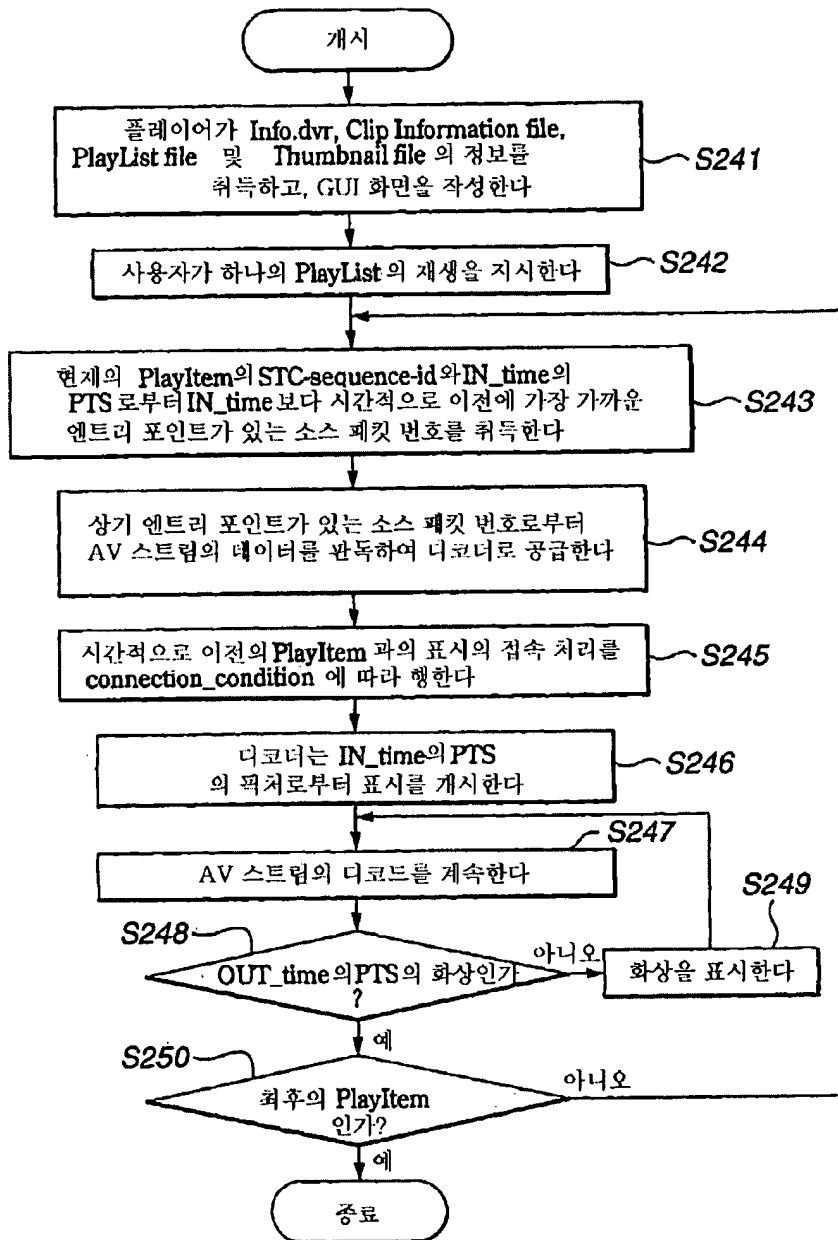 개시
플레이어가 Info.dvr, Clip Information file,
PlayList file 및 Thumbnail file 의 정보를
취득하고, GUI 화면을 작성한다
S241
사용자가 하나의 PlayList 의 재생을 지시한다
S242
현재의 PlayItem의 STC-sequence-id와 IN_time의
PTS 로부터 IN_time 보다 시간적으로 이전에 가장 가까운
엔트리 포인트가 있는 소스 패킷 번호를 취득한다
S243
상기 엔트리 포인트가 있는 소스 패킷 번호로부터
AV 스트림의 데이터를 판독하여 디코더로 공급한다
S244
시간적으로 이전의 PlayItem 과의 표시의 접속 처리를
connection_condition 에 따라 행한다
S245
디코더는 IN_time의 PTS
의 픽처로부터 표시를 개시한다
S246
S247
AV 스트림의 디코드를 계속한다
S249
S248
아니오
OUT_time의 PTS의 화상인가
?
화상을 표시한다
예
S250
아니오
최후의 PlayItem
인가?
예
종료